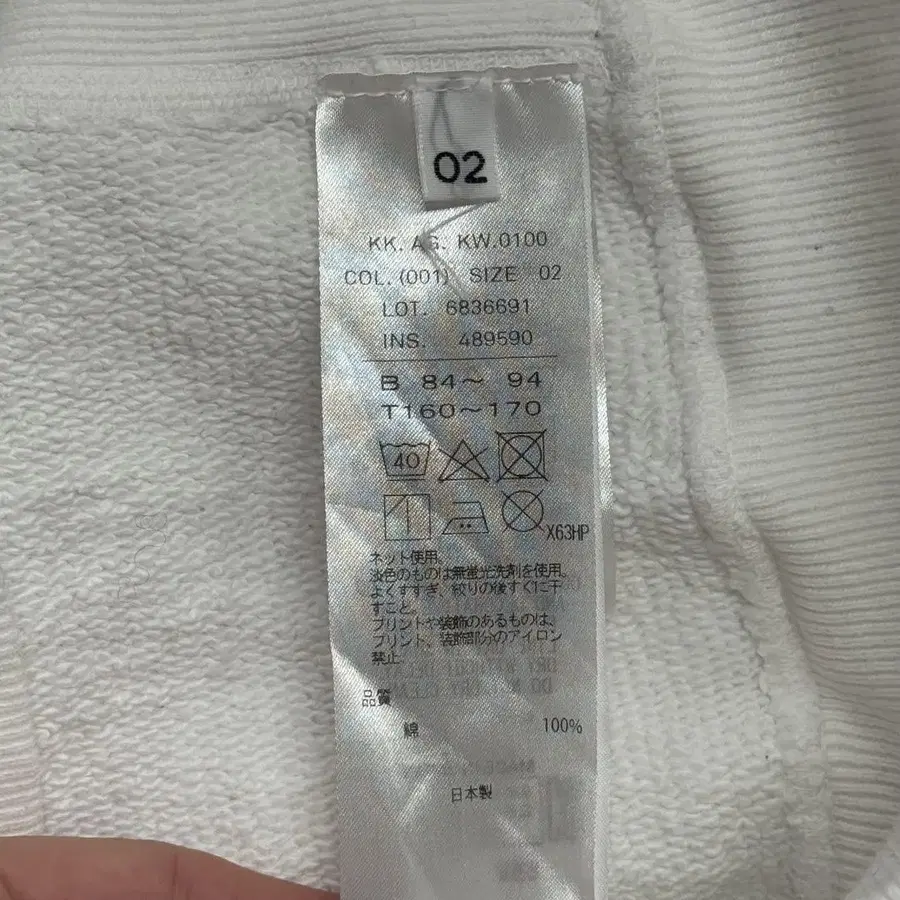 02
KK. AG. KW.0100
COL. (001) SIZE 02
LOT. 6836691
INS. 489590
B 84～ 94
T160～170
40
X63HP
ネット使用。
淡色のものは無蛍光洗剤を使用。
よくすすぎ、絞りの後すぐに干
すこと。
プリントや装飾のあるものは、
プリント、装飾部分のアイロン
禁止。
品質
綿 100%
日本製